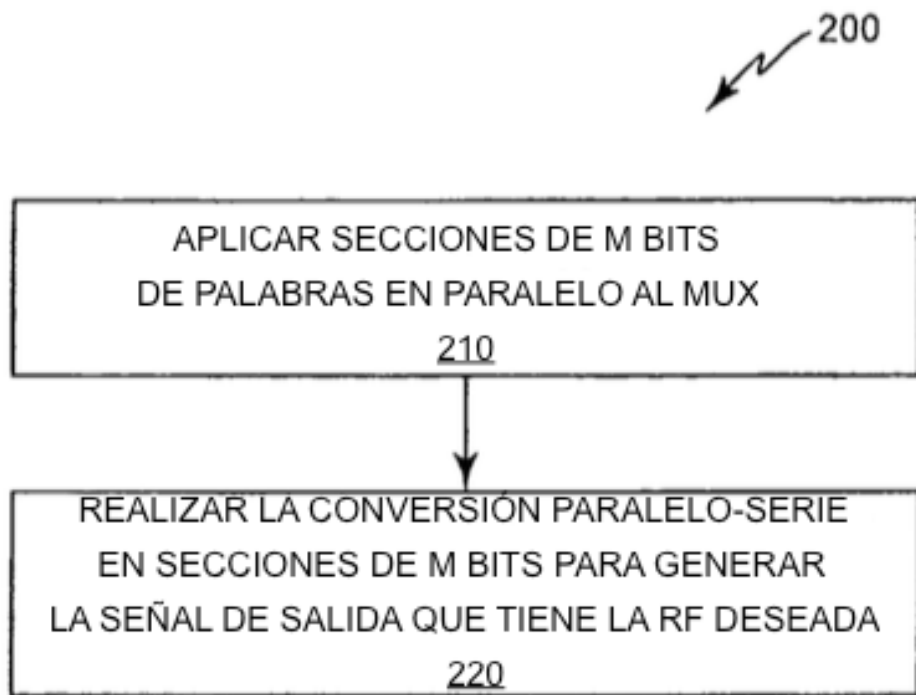 200
APLICAR SECCIONES DE M BITS
DE PALABRAS EN PARALELO AL MUX
210
REALIZAR LA CONVERSIÓN PARALELO-SERIE
EN SECCIONES DE M BITS PARA GENERAR
LA SEÑAL DE SALIDA QUE TIENE LA RF DESEADA
220